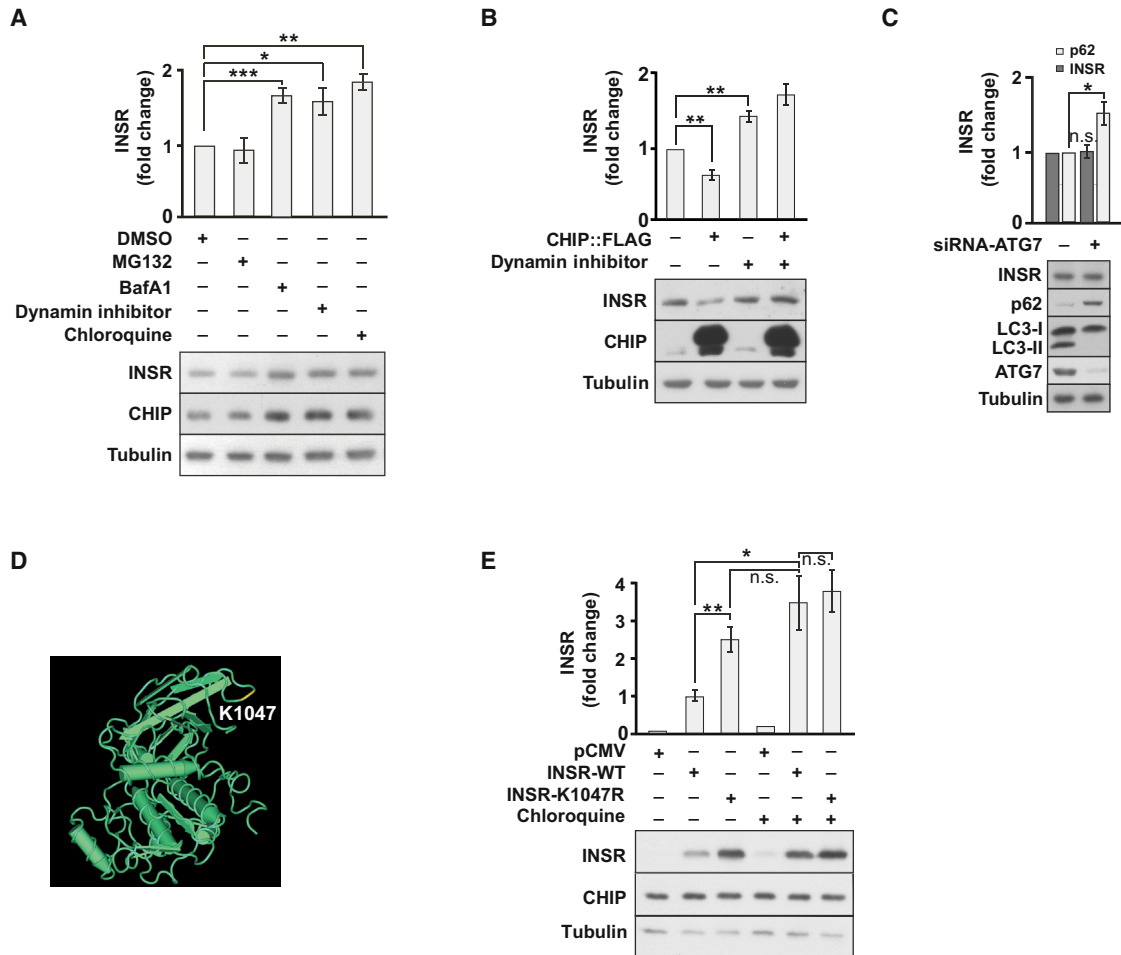 A
**
*
***
2
1
0
INSR
(fold change)
DMSO + – – – –
MG132 – + – – –
BafA1 – – + – –
Dynamin inhibitor – – – + –
Chloroquine – – – – +
INSR
CHIP
Tubulin
B
**
**
2
1
0
INSR
(fold change)
CHIP::FLAG – + – +
Dynamin inhibitor – – + +
INSR
CHIP
Tubulin
C
p62
INSR
*
n.s.
2
1
0
INSR
(fold change)
siRNA-ATG7 – +
INSR
p62
LC3-I
LC3-II
ATG7
Tubulin
D
K1047
E
*
n.s.
n.s.
**
4
3
2
1
0
INSR
(fold change)
pCMV + – – + – –
INSR-WT – + – – + –
INSR-K1047R – – + – – +
Chloroquine – – – + + +
INSR
CHIP
Tubulin